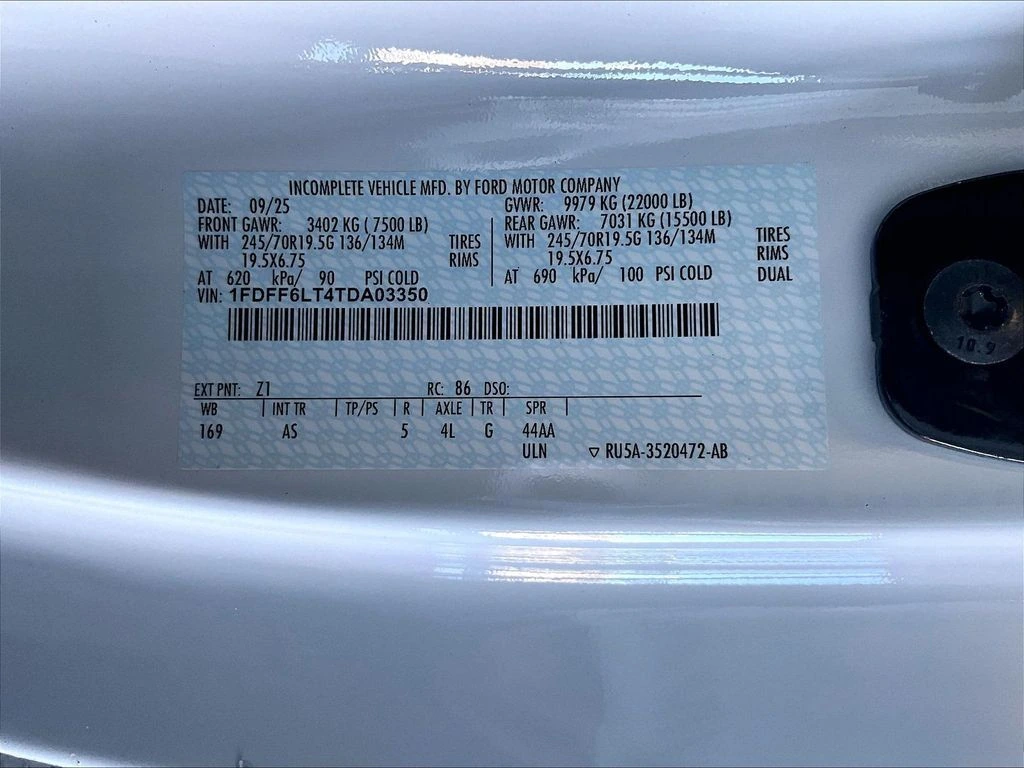 INCOMPLETE VEHICLE MFD. BY FORD MOTOR COMPANY
DATE: 09/25 GVWR: 9979 KG (22000 LB)
FRONT GAWR: 3402 KG ( 7500 LB) REAR GAWR: 7031 KG (15500 LB)
WITH 245/70R19.5G 136/134M TIRES WITH 245/70R19.5G 136/134M TIRES
19.5X6.75 RIMS 19.5X6.75 RIMS
AT 620 kPa/ 90 PSI COLD AT 690 kPa/ 100 PSI COLD DUAL
VIN: 1FDFF6LT4TDA03350
EXT PNT: Z1 RC: 86 DSO:
WB INT TR TP/PS R AXLE TR SPR
169 AS 5 4L G 44AA
ULN ▽ RU5A-3520472-AB
10.9